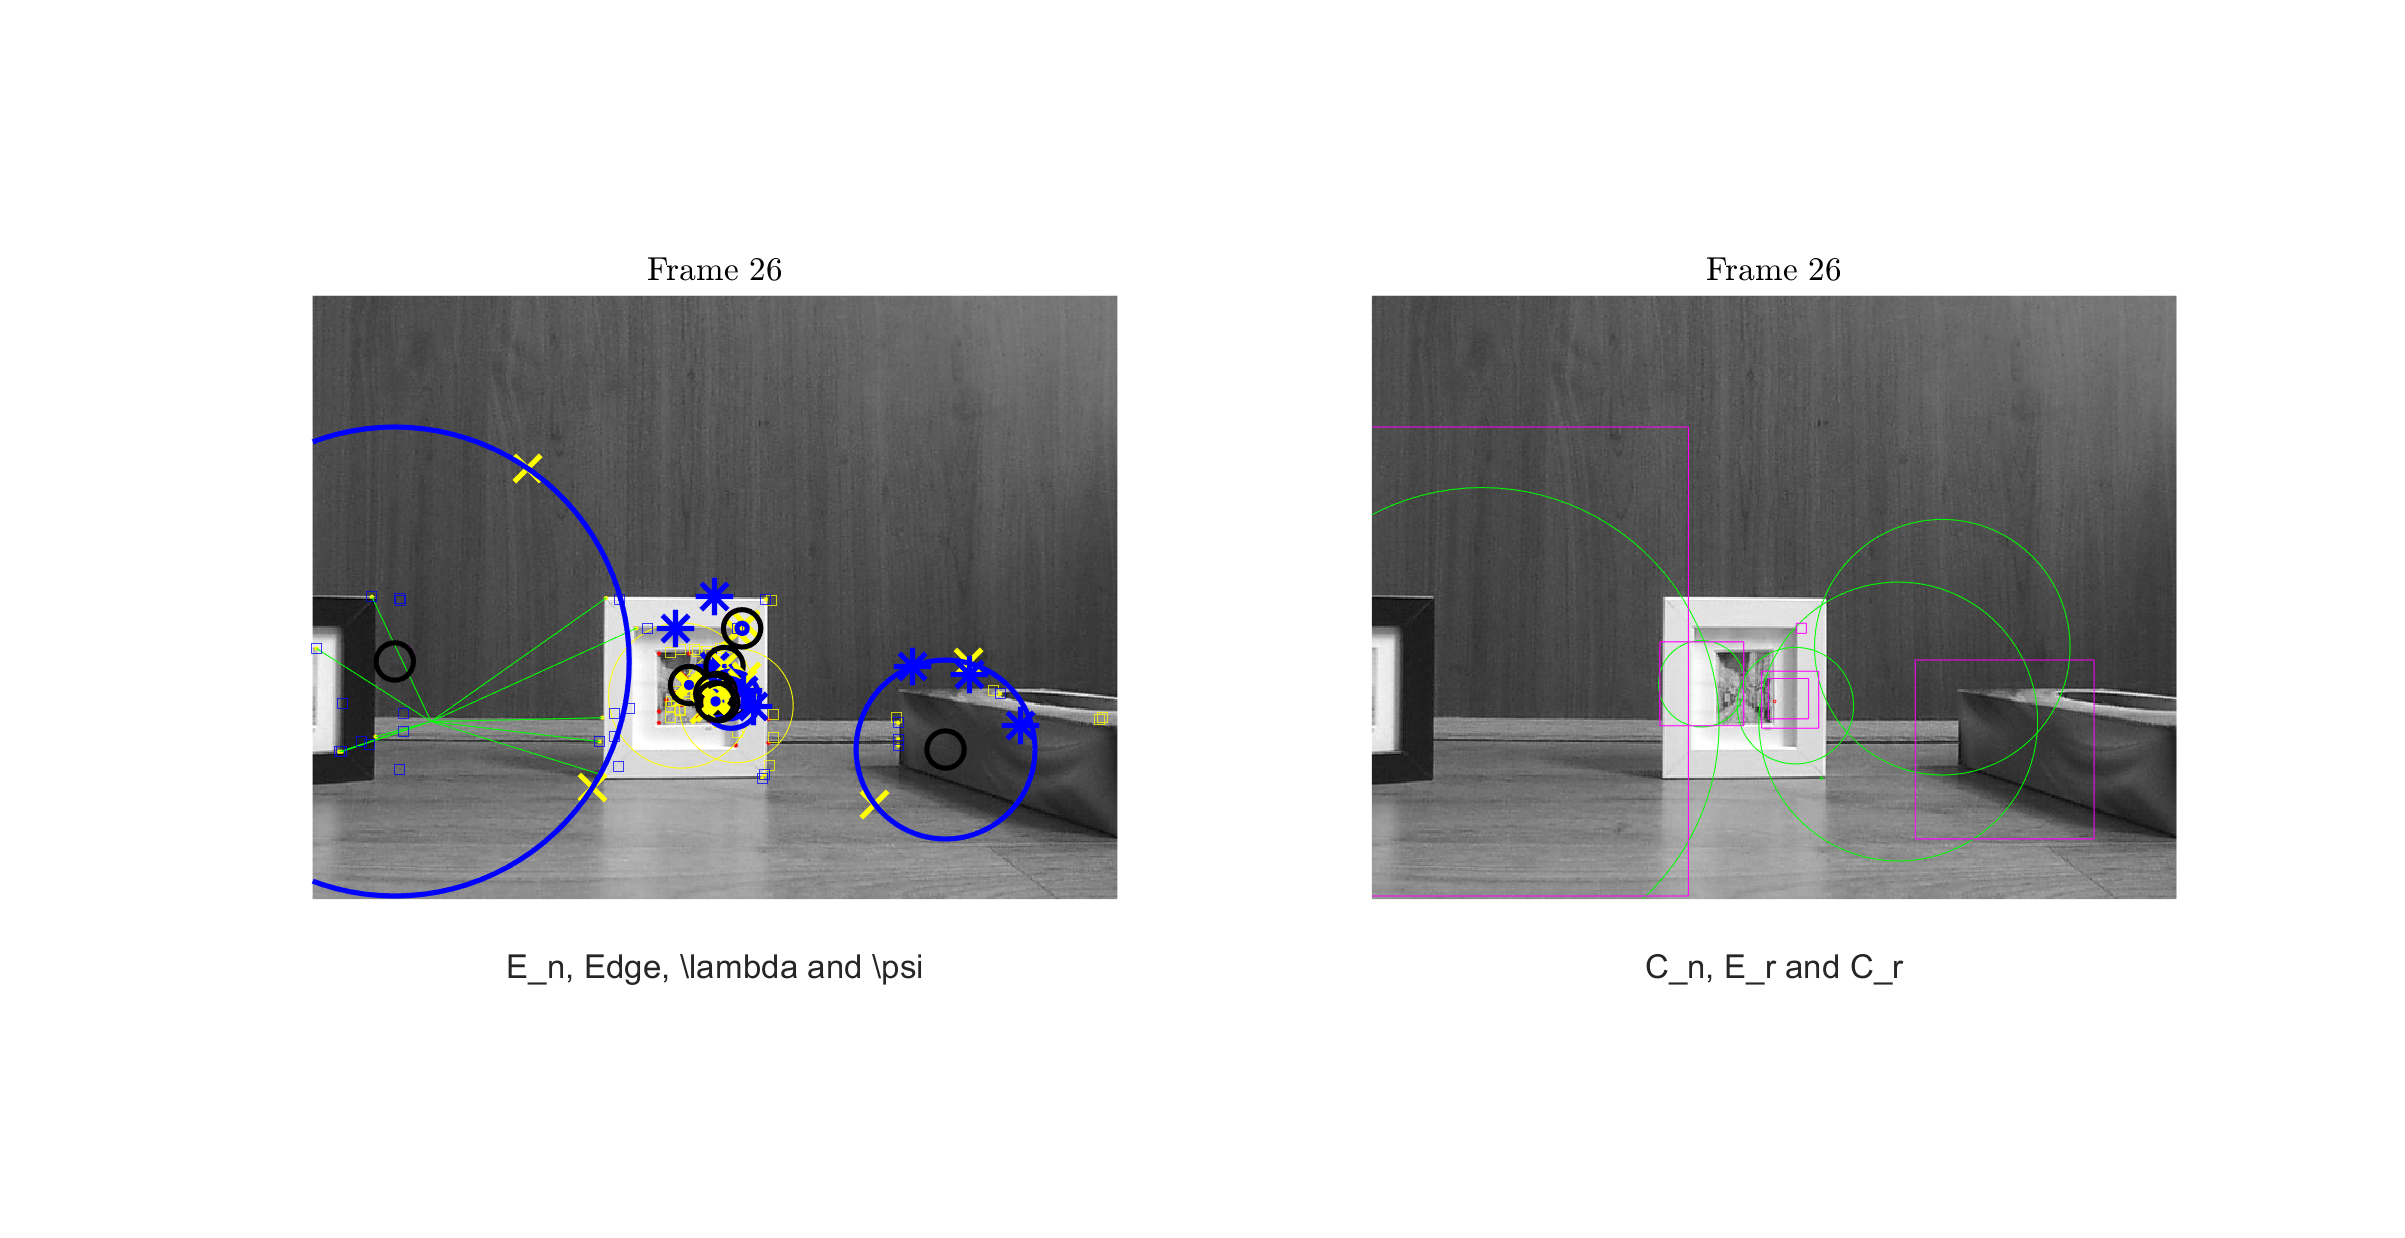 Frame 26
Frame 26
E_n, Edge, \lambda and \psi
C_n, E_r and C_r